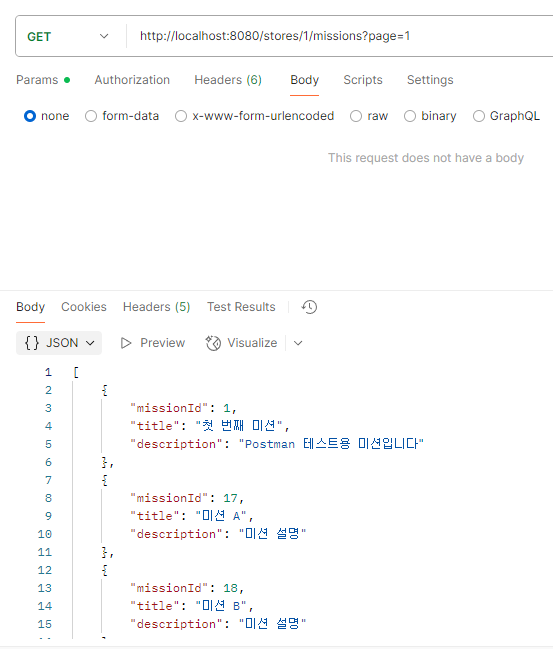 GET http://localhost:8080/stores/1/missions?page=1
Params Authorization Headers (6) Body Scripts Settings
none form-data x-www-form-urlencoded raw binary GraphQL
This request does not have a body
Body Cookies Headers (5) Test Results
{} JSON Preview Visualize
1 [
2 {
3 "missionId": 1,
4 "title": "첫 번째 미션",
5 "description": "Postman 테스트용 미션입니다"
6 },
7 {
8 "missionId": 17,
9 "title": "미션 A",
10 "description": "미션 설명"
11 },
12 {
13 "missionId": 18,
14 "title": "미션 B",
15 "description": "미션 설명"